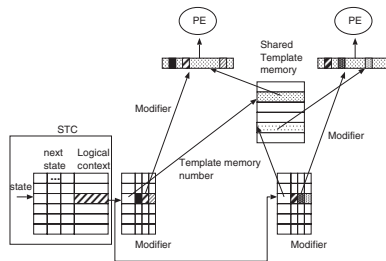 PE
PE
Shared
Template
memory
Modifier
Modifier
STC
next
state
Logical
context
...
Template memory
number
state
Modifier
Modifier